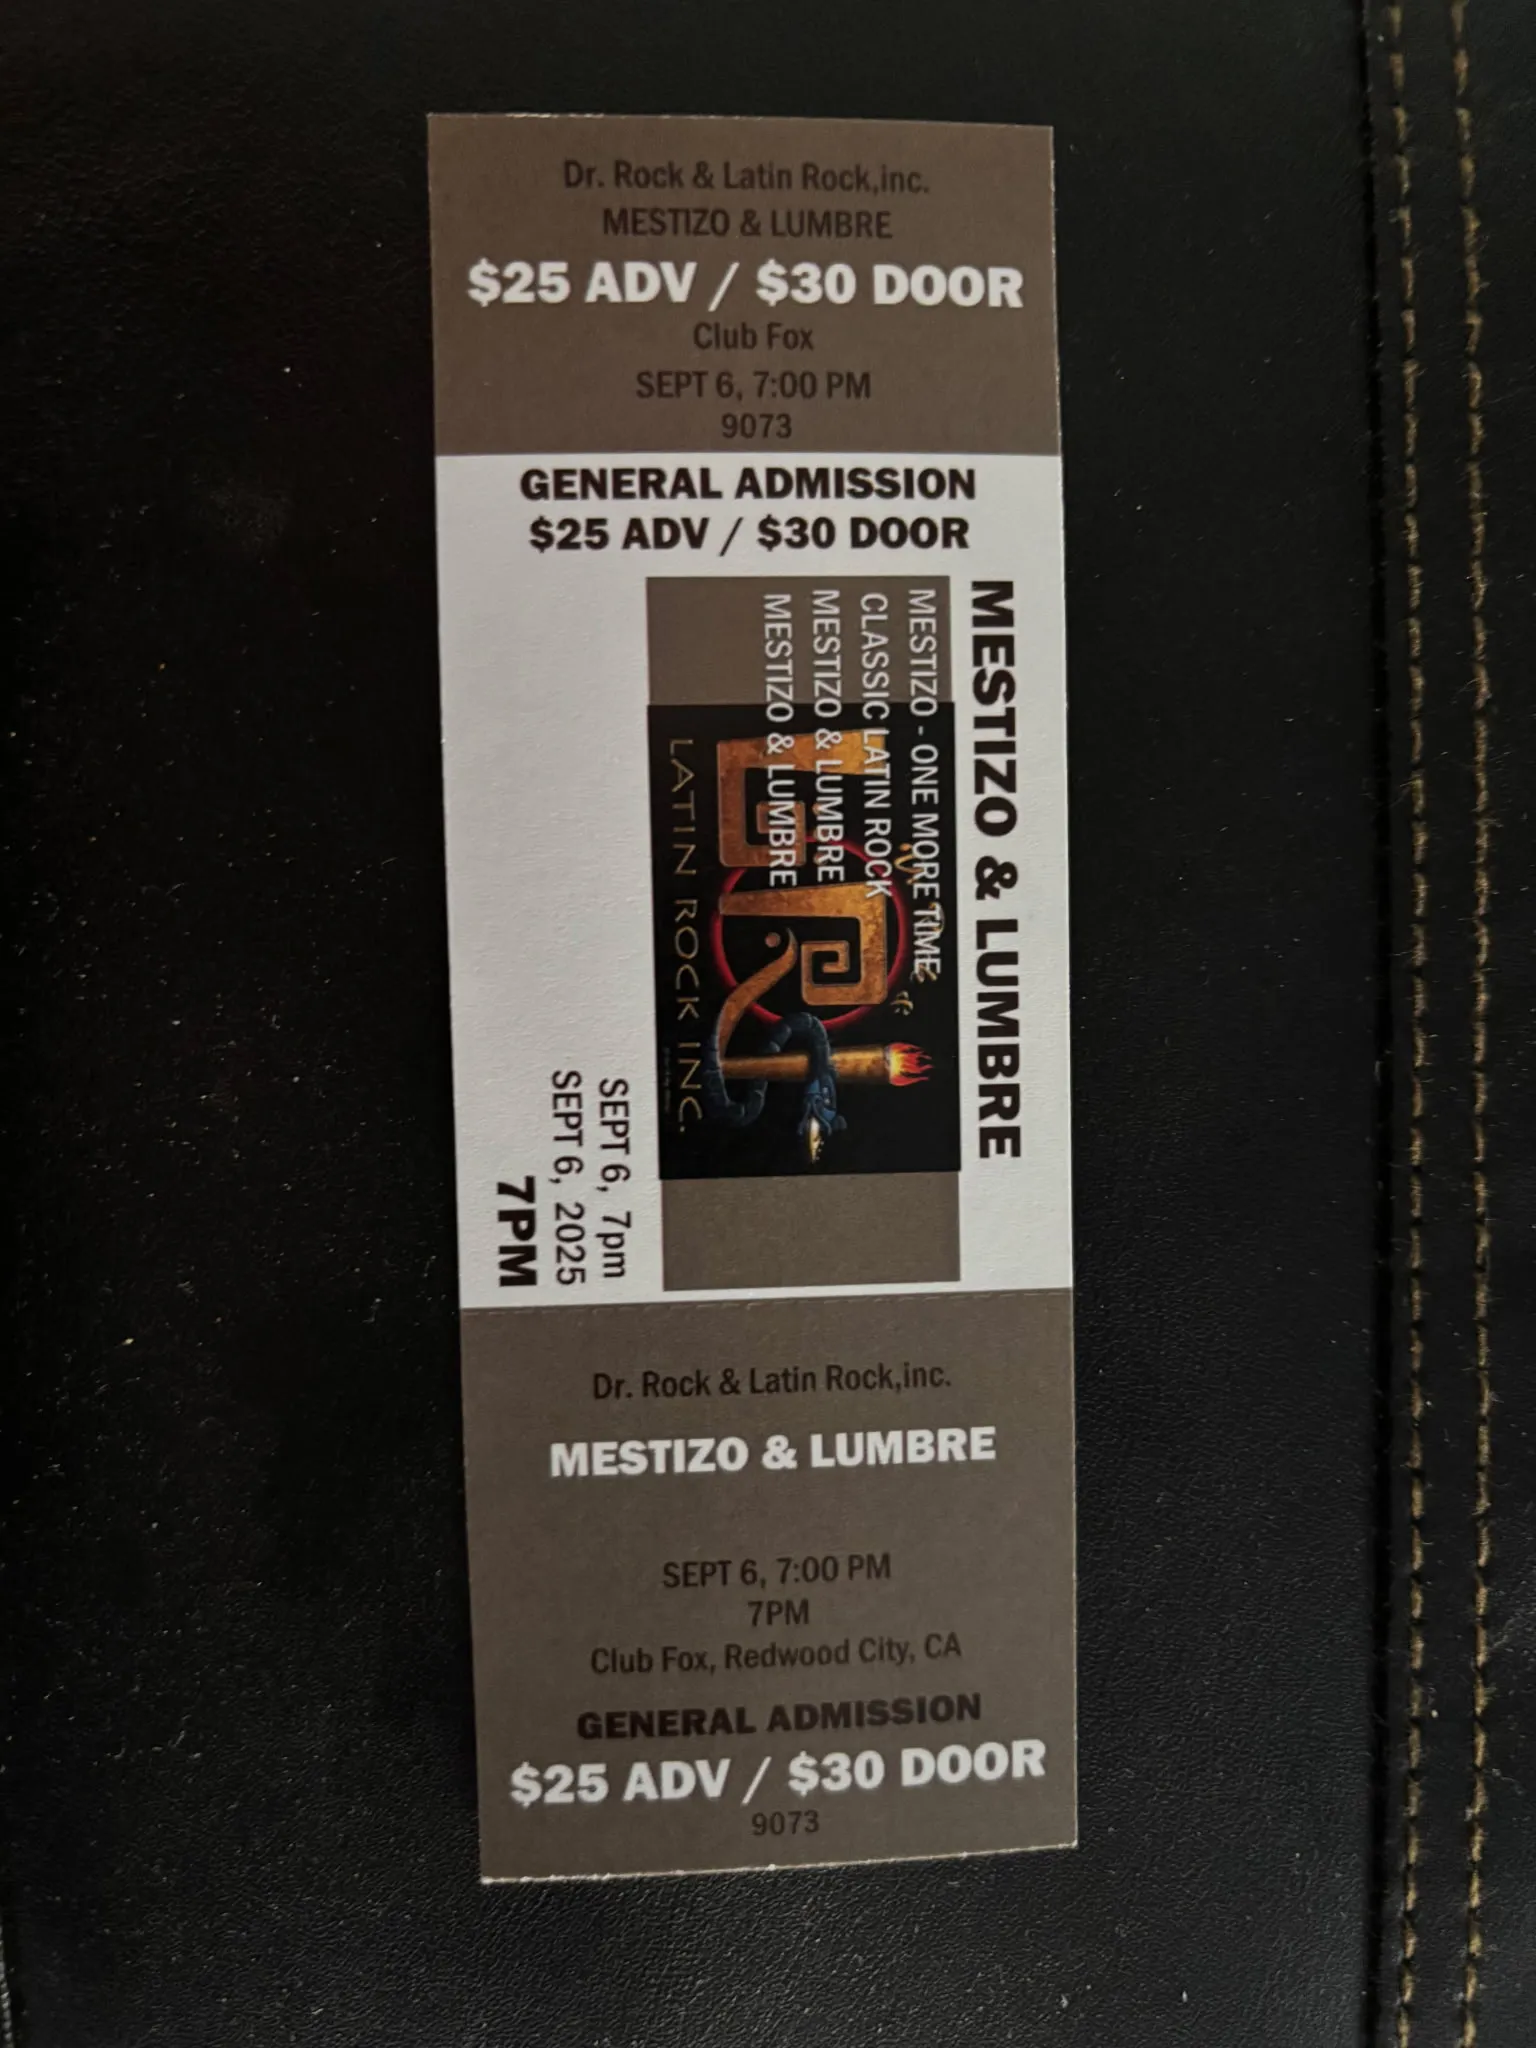 Dr. Rock & Latin Rock,inc.
MESTIZO & LUMBRE
$25 ADV / $30 DOOR
Club Fox
SEPT 6, 7:00 PM
9073
GENERAL ADMISSION
$25 ADV / $30 DOOR
MESTIZO & LUMBRE
MESTIZO - ONE MORE TIME
CLASSIC LATIN ROCK
MESTIZO & LUMBRE
MESTIZO & LUMBRE
LR
LATIN ROCK INC.
SEPT 6, 7pm
SEPT 6, 2025
7PM
Dr. Rock & Latin Rock,inc.
MESTIZO & LUMBRE
SEPT 6, 7:00 PM
7PM
Club Fox, Redwood City, CA
GENERAL ADMISSION
$25 ADV / $30 DOOR
9073